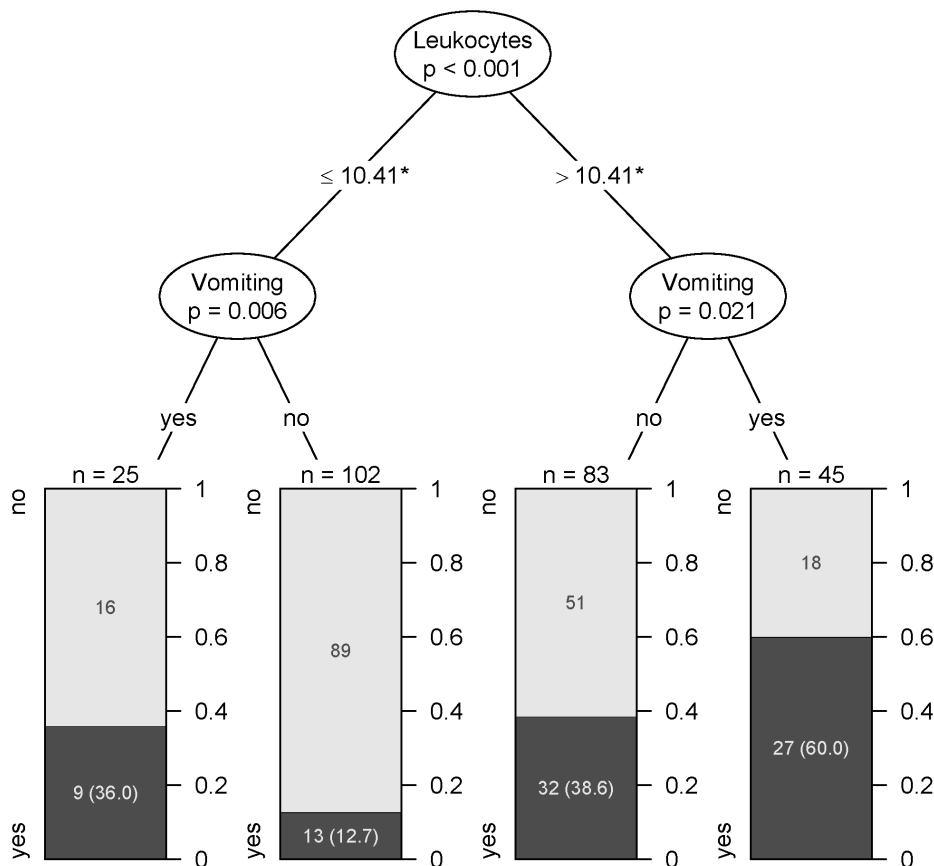 Leukocytes
p < 0.001
≤ 10.41*
> 10.41*
Vomiting
p = 0.006
Vomiting
p = 0.021
yes
no
no
yes
n = 25
no
yes
1
0.8
0.6
0.4
0.2
0
16
9 (36.0)
n = 102
1
0.8
0.6
0.4
0.2
0
no
yes
89
13 (12.7)
n = 83
no
yes
1
0.8
0.6
0.4
0.2
0
51
32 (38.6)
n = 45
no
yes
1
0.8
0.6
0.4
0.2
0
18
27 (60.0)